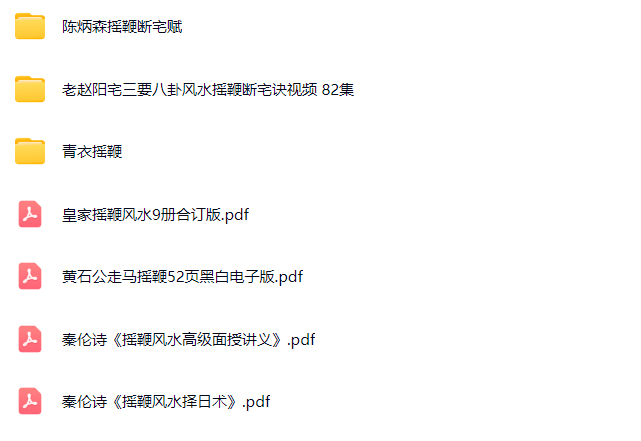 陈炳森摇鞭断宅赋
老赵阳宅三要八卦风水摇鞭断宅诀视频 82集
青衣摇鞭
皇家摇鞭风水9册合订版.pdf
黄石公走马摇鞭52页黑白电子版.pdf
秦伦诗《摇鞭风水高级面授讲义》.pdf
秦伦诗《摇鞭风水择日术》.pdf